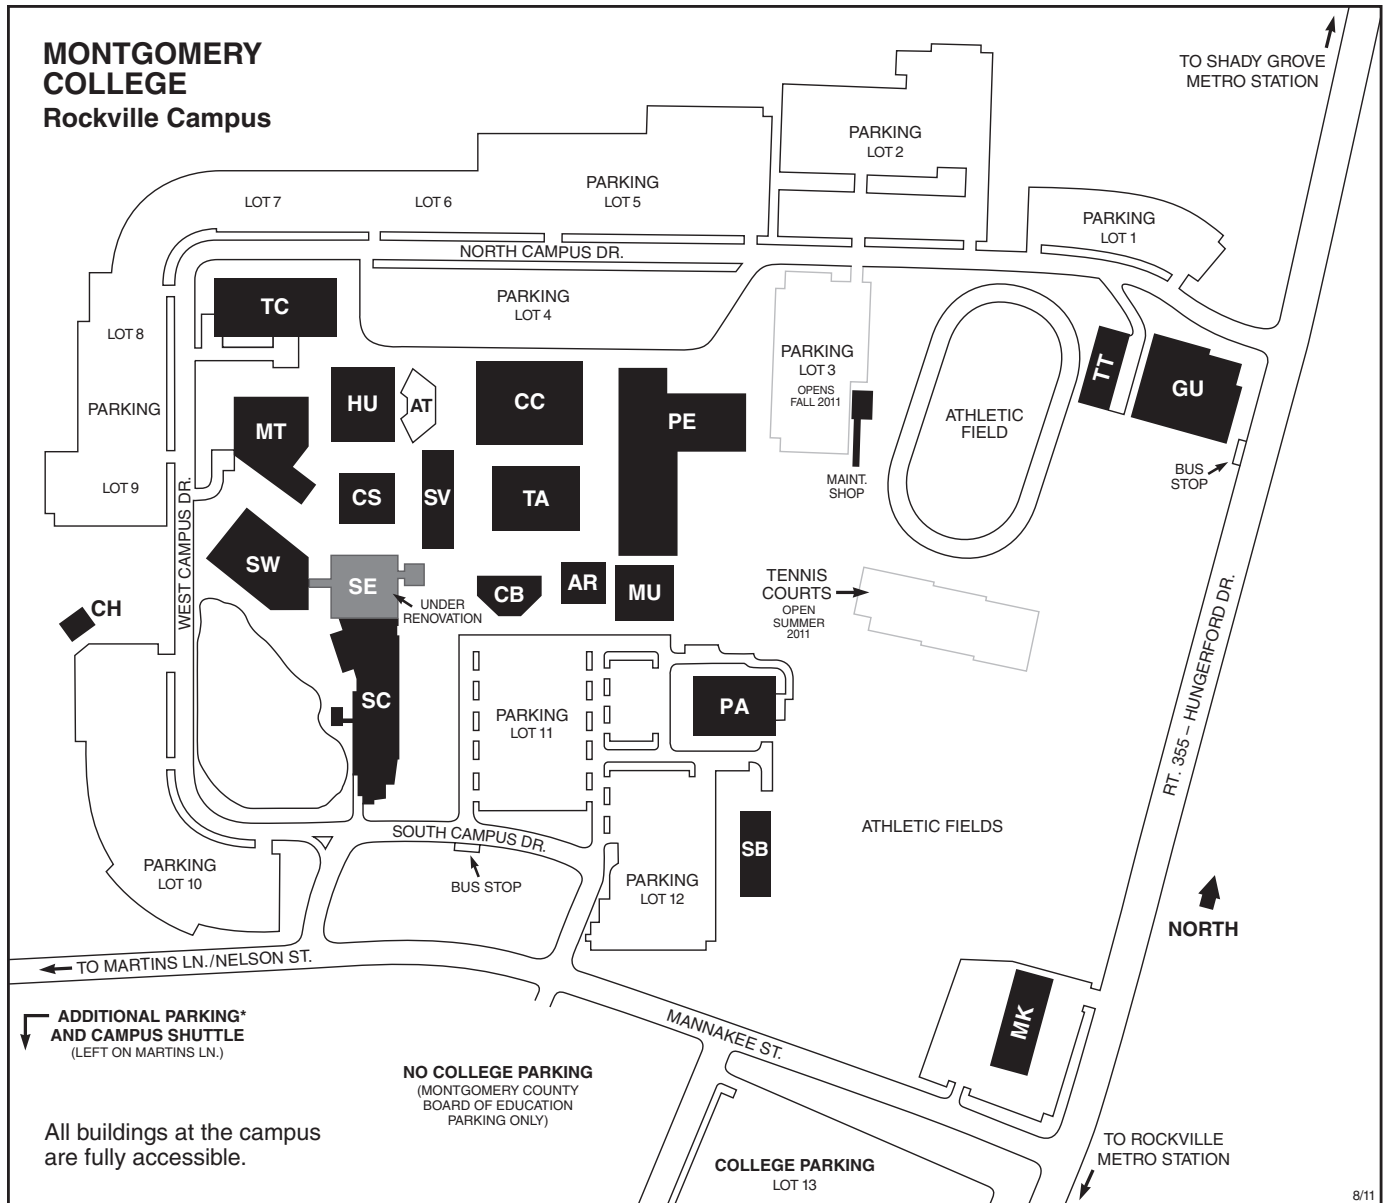 MONTGOMERY
COLLEGE
Rockville Campus
TO SHADY GROVE
METRO STATION
PARKING
LOT 2
PARKING
LOT 5
LOT 6
LOT 7
PARKING
LOT 1
NORTH CAMPUS DR.
PARKING
LOT 4
TC
LOT 8
PARKING
LOT 3
OPENS
FALL 2011
TT
GU
HU
AT
CC
PE
ATHLETIC
FIELD
PARKING
MT
BUS
STOP
MAINT.
SHOP
LOT 9
CS
SV
TA
WEST CAMPUS DR.
SW
SE
UNDER
RENOVATION
CB
AR
MU
TENNIS
COURTS
OPEN
SUMMER
2011
CH
RT. 355 – HUNGERFORD DR.
SC
PARKING
LOT 11
PA
SOUTH CAMPUS DR.
ATHLETIC FIELDS
SB
PARKING
LOT 10
BUS STOP
PARKING
LOT 12
NORTH
TO MARTINS LN./NELSON ST.
ADDITIONAL PARKING*
AND CAMPUS SHUTTLE
(LEFT ON MARTINS LN.)
MANNAKEE ST.
MK
NO COLLEGE PARKING
(MONTGOMERY COUNTY
BOARD OF EDUCATION
PARKING ONLY)
All buildings at the campus
are fully accessible.
COLLEGE PARKING
LOT 13
TO ROCKVILLE
METRO STATION
8/11